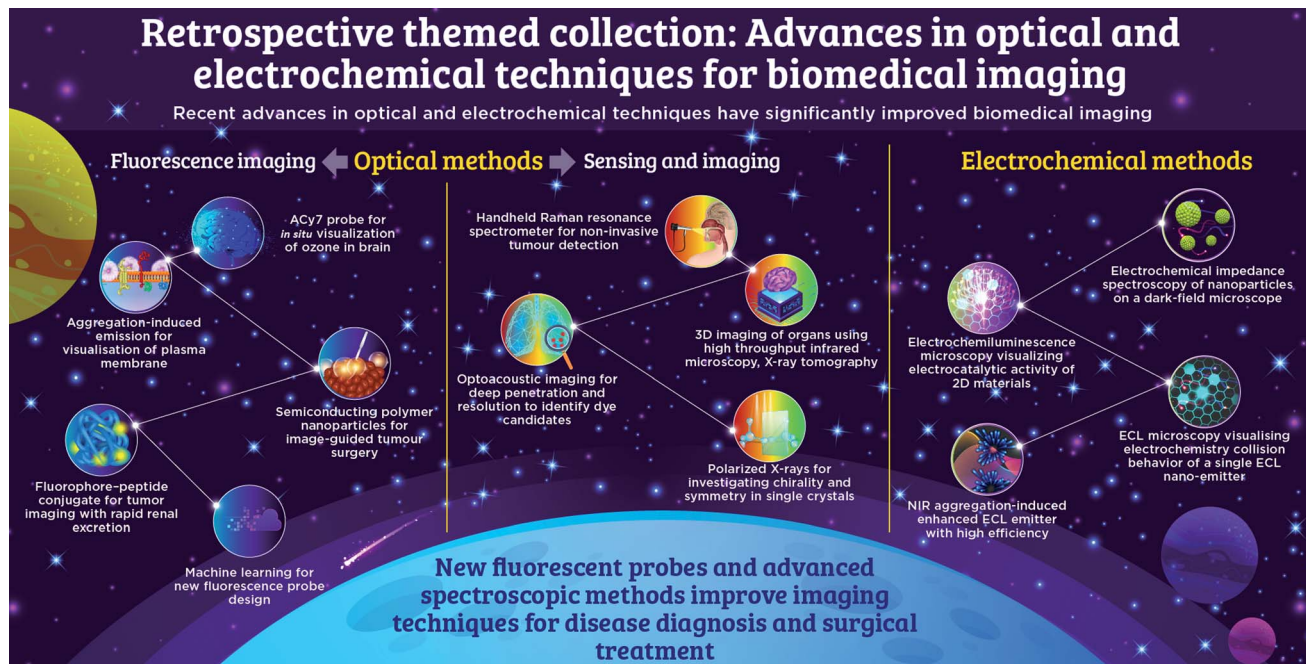 Retrospective themed collection: Advances in optical and
electrochemical techniques for biomedical imaging
Recent advances in optical and electrochemical techniques have significantly improved biomedical imaging
Fluorescence imaging
Optical methods
Sensing and imaging
Electrochemical methods
ACy7 probe for
in situ visualization
of ozone in brain
Aggregation-induced
emission for
visualisation of plasma
membrane
Semiconducting polymer
nanoparticles for
image-guided tumour
surgery
Fluorophore–peptide
conjugate for tumor
imaging with rapid renal
excretion
Machine learning for
new fluorescence probe
design
Handheld Raman resonance
spectrometer for non-invasive
tumour detection
3D imaging of organs using
high throughput infrared
microscopy, X-ray tomography
Optoacoustic imaging for
deep penetration and
resolution to identify dye
candidates
Polarized X-rays for
investigating chirality and
symmetry in single crystals
Electrochemical impedance
spectroscopy of nanoparticles
on a dark-field microscope
Electrochemiluminescence
microscopy visualizing
electrocatalytic activity of
2D materials
ECL microscopy visualising
electrochemistry collision
behavior of a single ECL
nano-emitter
NIR aggregation-induced
enhanced ECL emitter
with high efficiency
New fluorescent probes and advanced
spectroscopic methods improve imaging
techniques for disease diagnosis and surgical
treatment